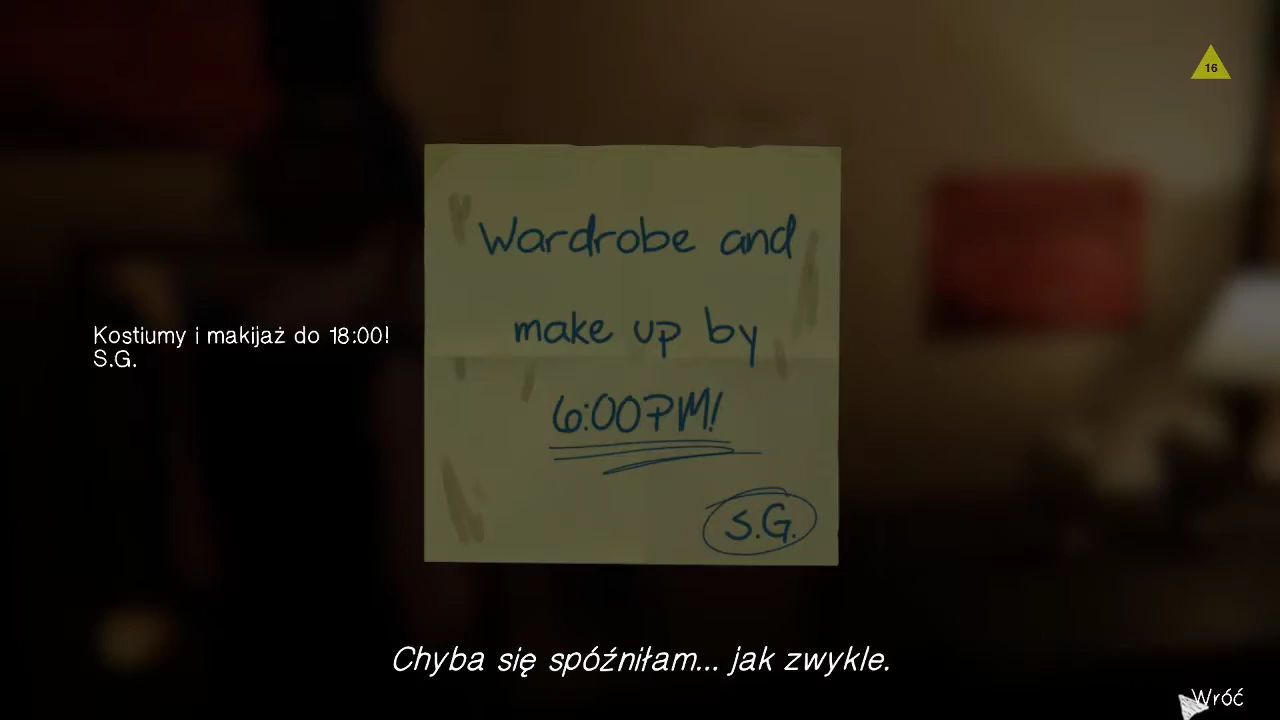 16
Wardrobe and
make up by
6:00PM!
S.G.
Kostiumy i makijaż do 18:00!
S.G.
Chyba się spóźniłam... jak zwykle.
Wróć